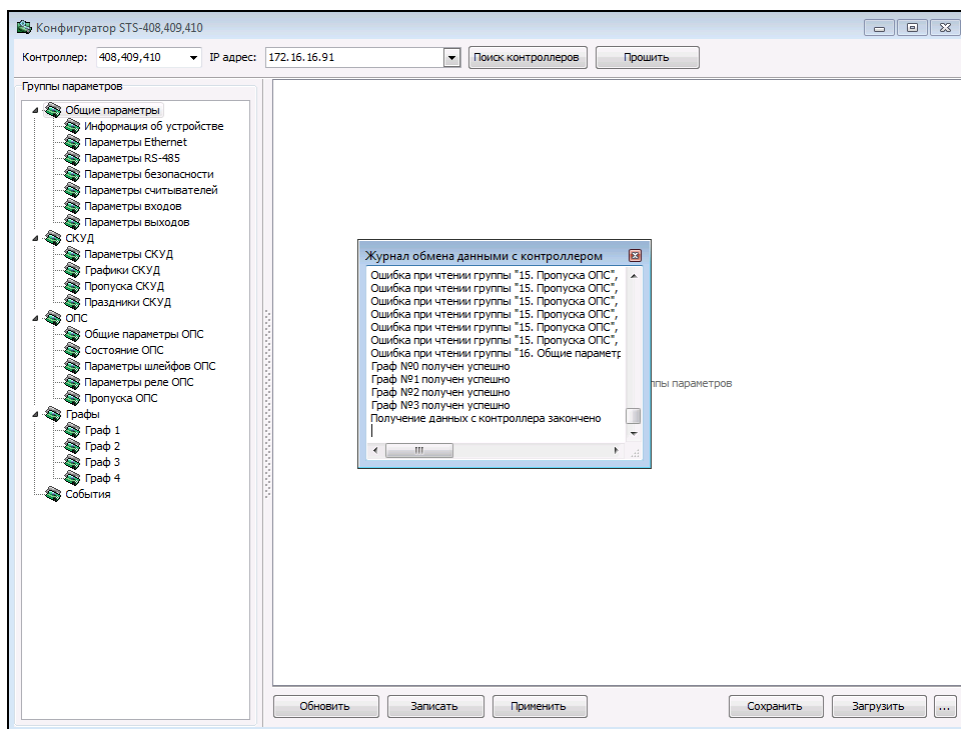 Конфигуратор STS-408,409,410
Контроллер: 408,409,410 IP адрес: 172.16.16.91 Поиск контроллеров Прошить
Группы параметров
Общие параметры
Информация об устройстве
Параметры Ethernet
Параметры RS-485
Параметры безопасности
Параметры считывателей
Параметры входов
Параметры выходов
СКУД
Параметры СКУД
Графики СКУД
Пропуска СКУД
Праздники СКУД
ОПС
Общие параметры ОПС
Состояние ОПС
Параметры шлейфов ОПС
Параметры реле ОПС
Пропуска ОПС
Графы
Граф 1
Граф 2
Граф 3
Граф 4
События
Журнал обмена данными с контроллером
Ошибка при чтении группы "15. Пропуска ОПС",
Ошибка при чтении группы "15. Пропуска ОПС",
Ошибка при чтении группы "15. Пропуска ОПС",
Ошибка при чтении группы "15. Пропуска ОПС",
Ошибка при чтении группы "15. Пропуска ОПС",
Ошибка при чтении группы "15. Пропуска ОПС",
Ошибка при чтении группы "16. Общие параметр
Граф №0 получен успешно
Граф №1 получен успешно
Граф №2 получен успешно
Граф №3 получен успешно
Получение данных с контроллера закончено
ппы параметров
Обновить Записать Применить Сохранить Загрузить ...